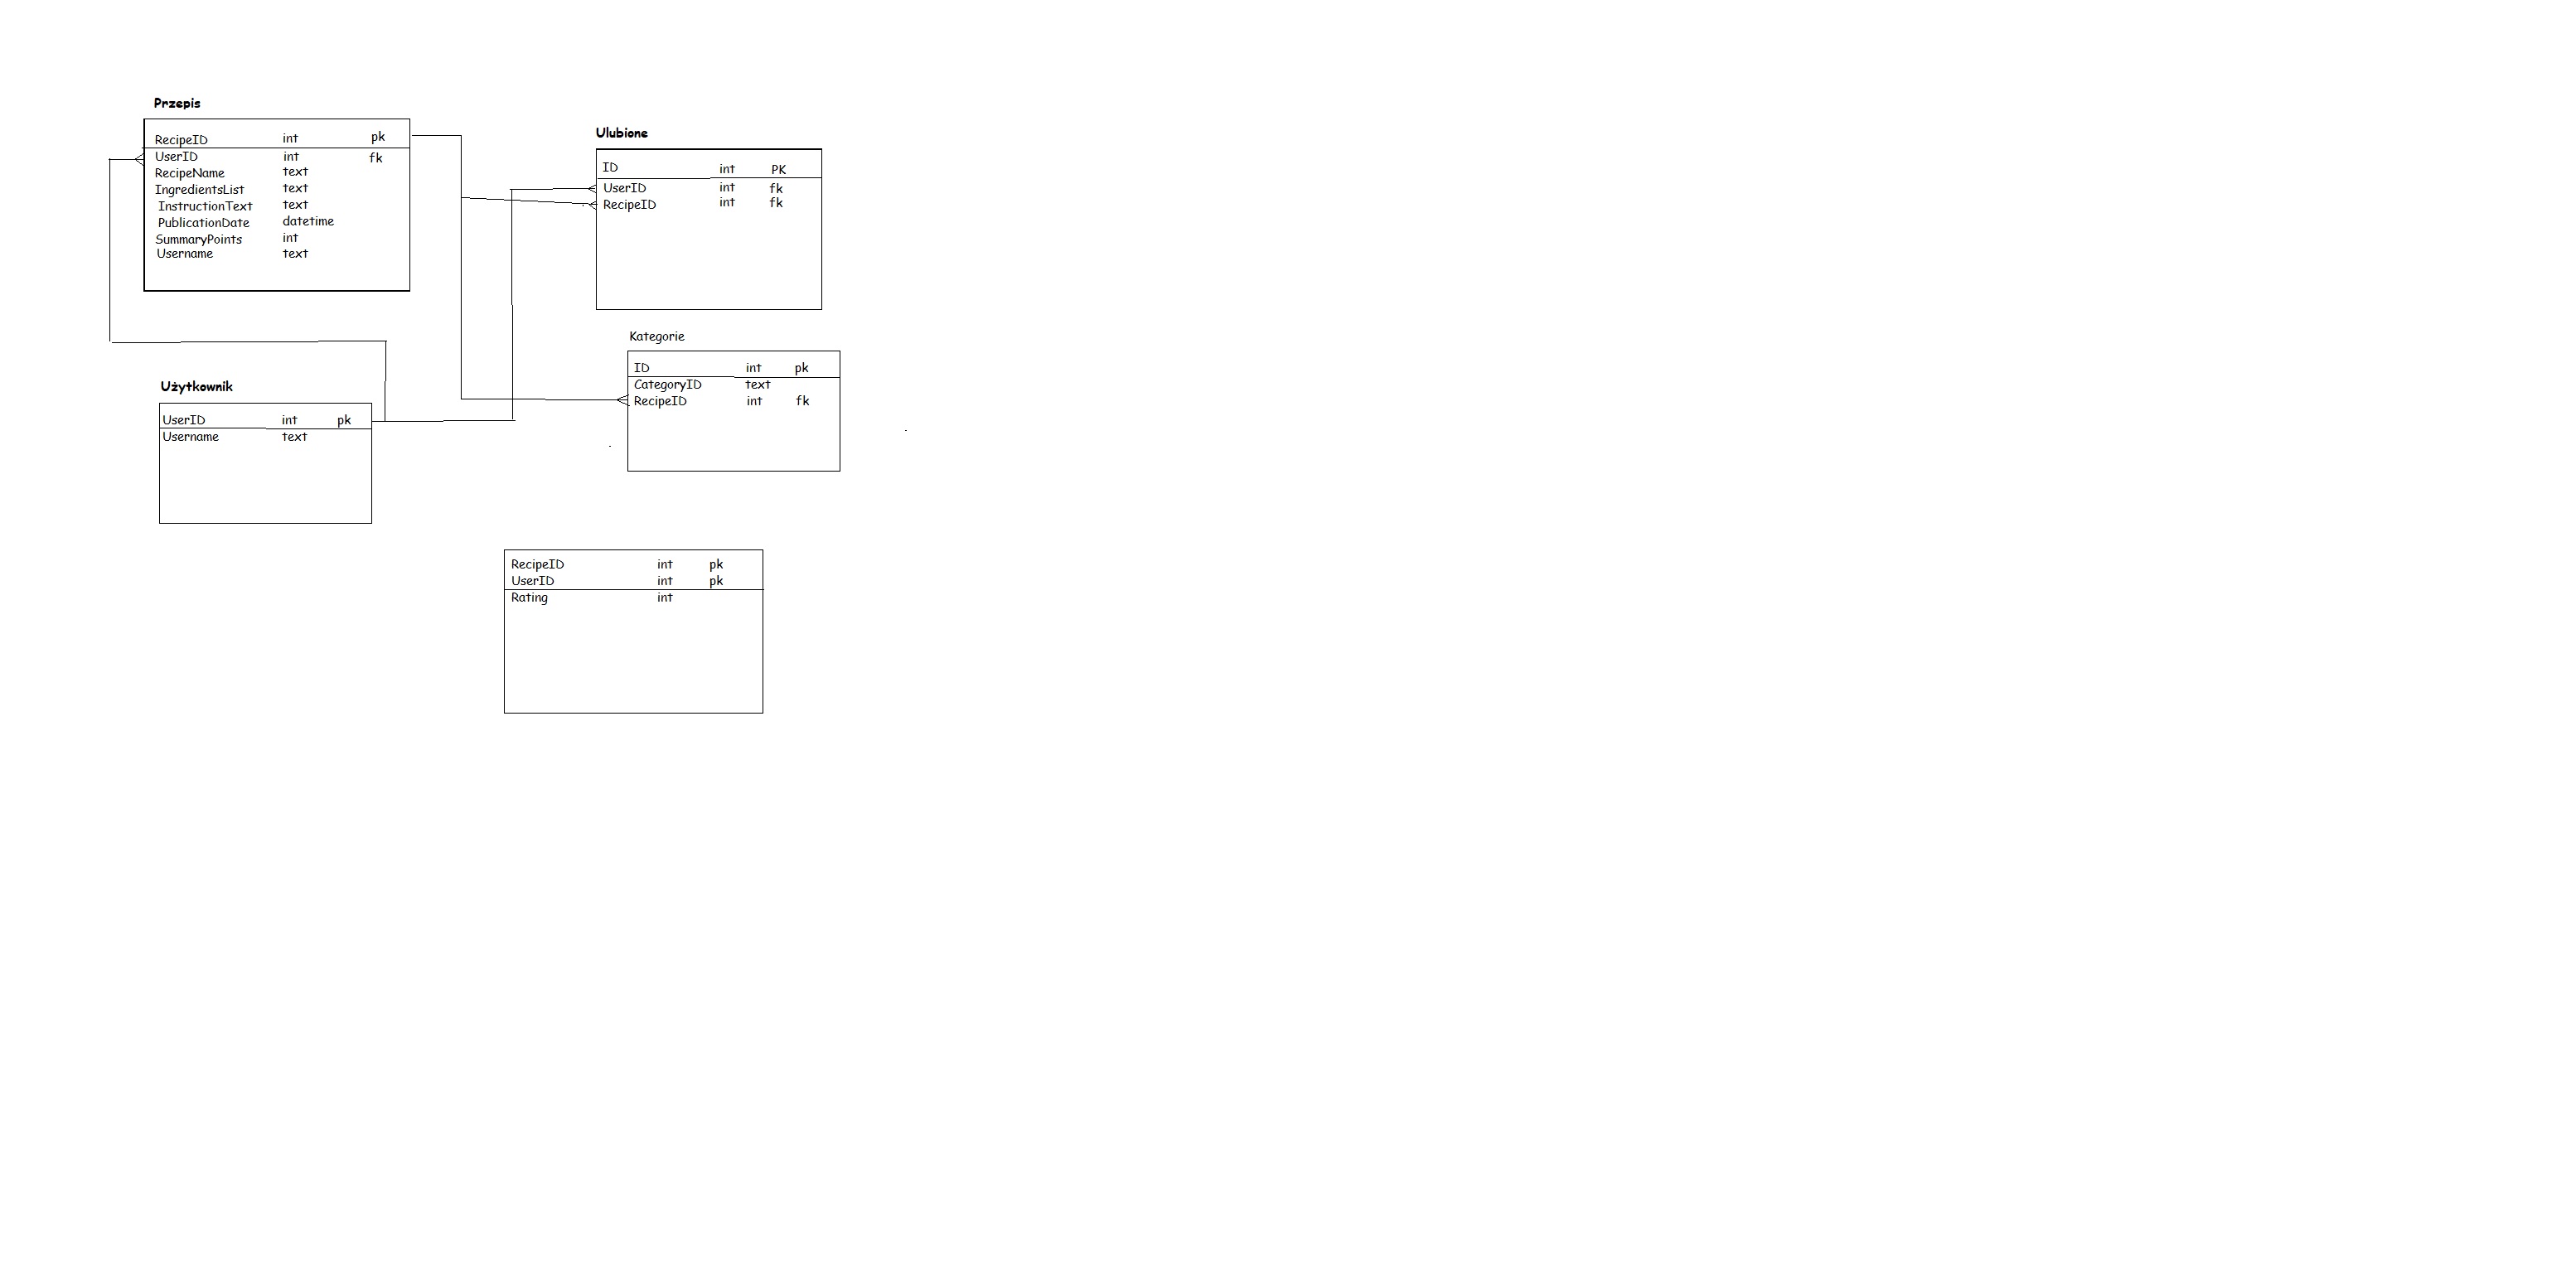 Przepis
RecipeID int pk
UserID int fk
RecipeName text
IngredientsList text
InstructionText text
PublicationDate datetime
SummaryPoints int
Username text
Ulubione
ID int PK
UserID int fk
RecipeID int fk
Kategorie
ID int pk
CategoryID text
RecipeID int fk
Użytkownik
UserID int pk
Username text
RecipeID int pk
UserID int pk
Rating int